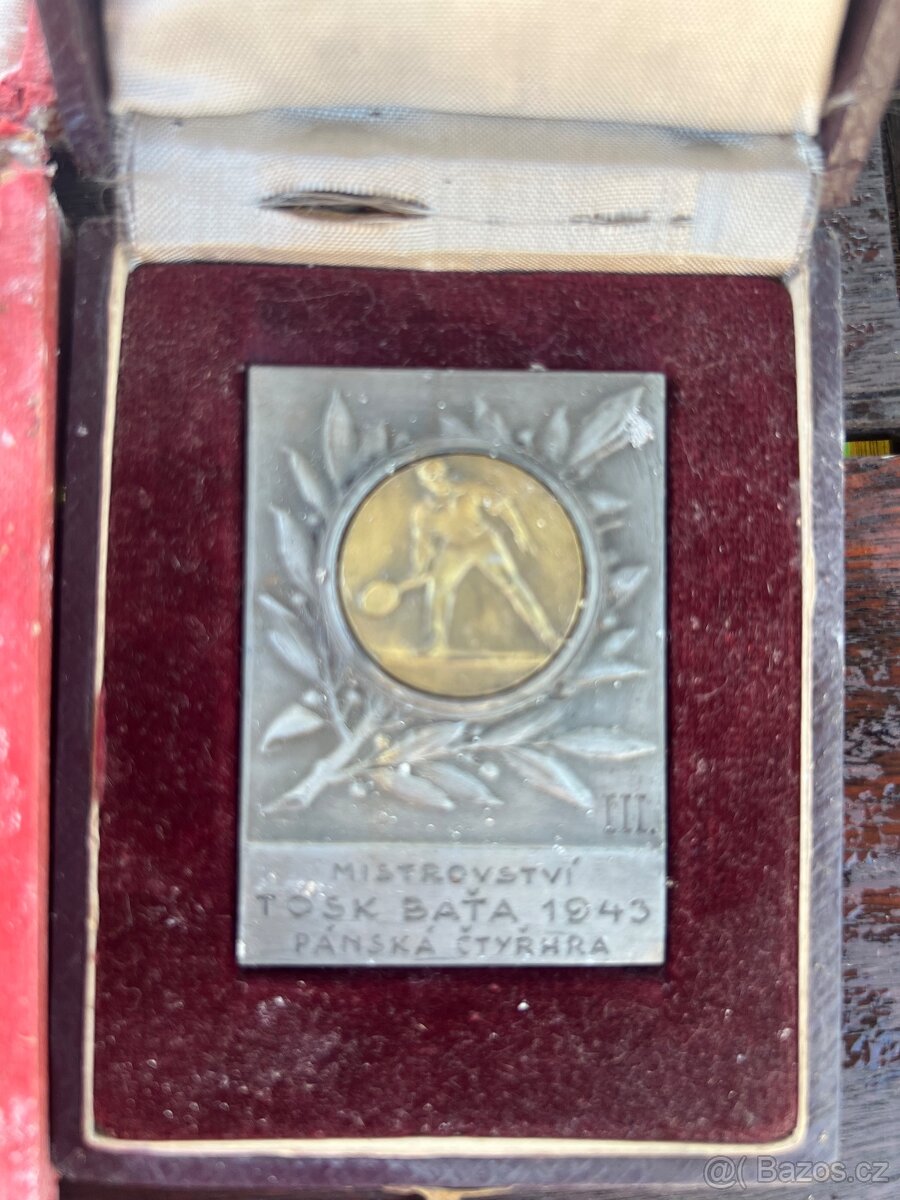 III.
MISTROVSTVÍ
TOSK BAŤA 1943
PÁNSKÁ ČTYŘHRA
@( Bazos.cz